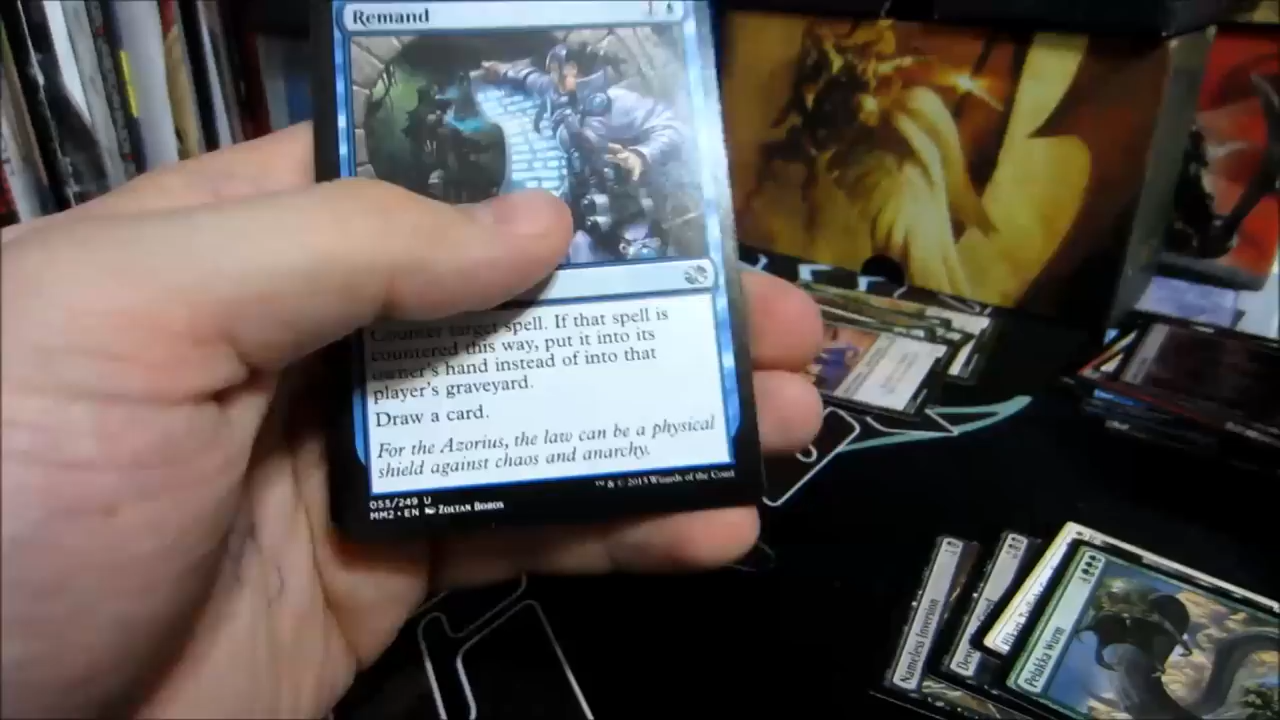 Remand
Counter target spell. If that spell is
countered this way, put it into its
owner's hand instead of into that
player's graveyard.
Draw a card.
For the Azorius, the law can be a physical
shield against chaos and anarchy.
™ & © 2015 Wizards of the Coast
055/249 U
MM2 • EN Zoltan Boros
Nameless Inversion
Pelakka Wurm